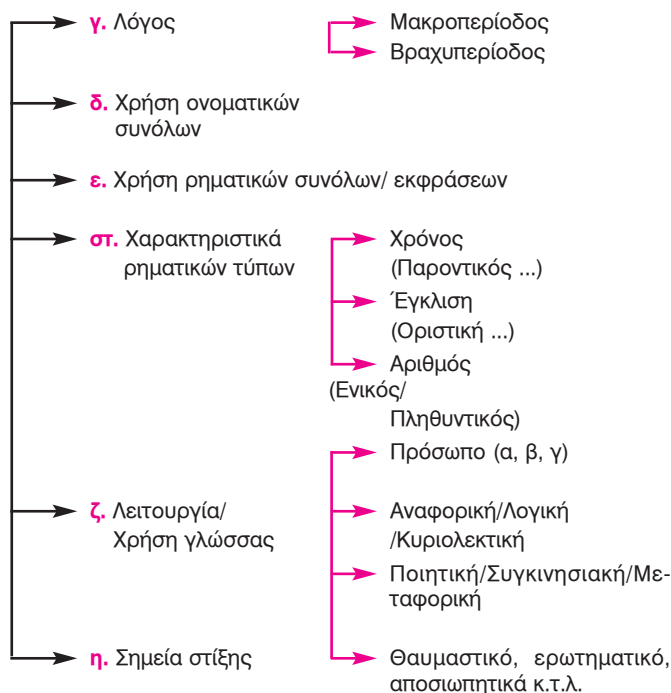 γ. Λόγος
Μακροπερίοδος
Βραχυπερίοδος
δ. Χρήση ονοματικών
συνόλων
ε. Χρήση ρηματικών συνόλων/ εκφράσεων
στ. Χαρακτηριστικά
ρηματικών τύπων
Χρόνος
(Παροντικός ...)
Έγκλιση
(Οριστική ...)
Αριθμός
(Ενικός/
Πληθυντικός)
Πρόσωπο (α, β, γ)
ζ. Λειτουργία/
Χρήση γλώσσας
Αναφορική/Λογική
/Κυριολεκτική
Ποιητική/Συγκινησιακή/Με-
ταφορική
η. Σημεία στίξης
Θαυμαστικό, ερωτηματικό,
αποσιωπητικά κ.τ.λ.